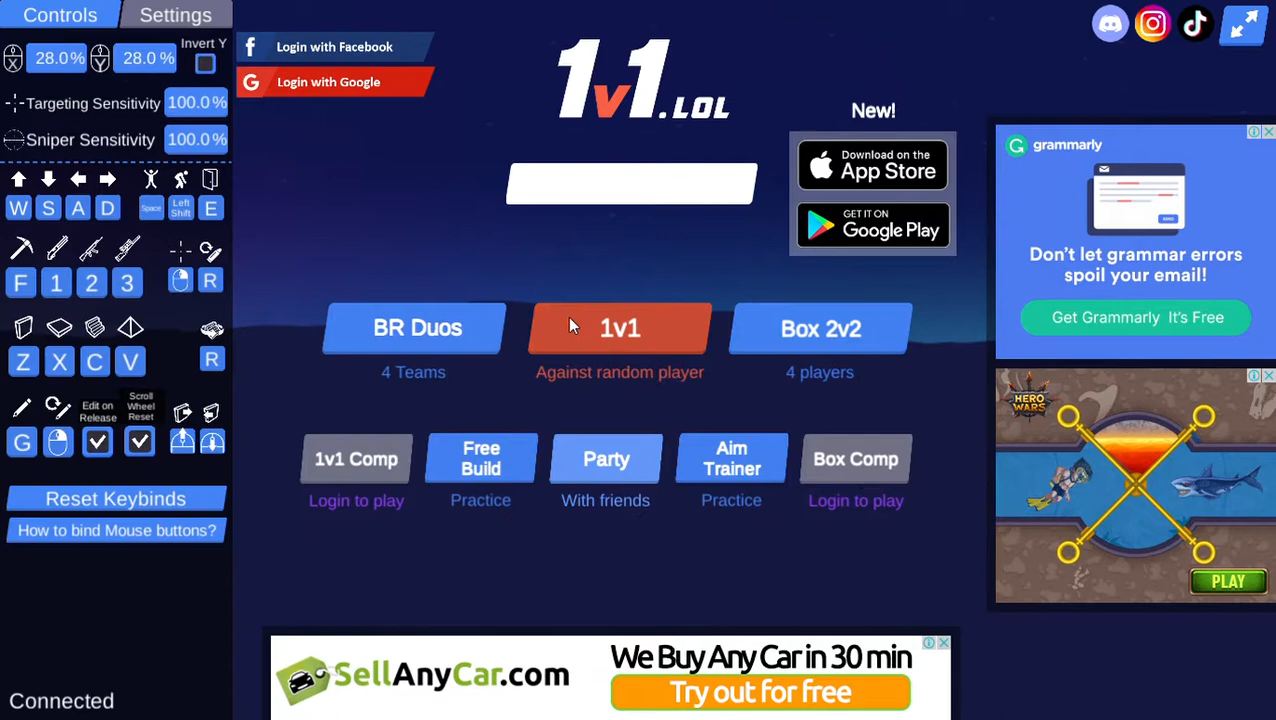 Controls
Settings
X
28.0%
Y
28.0%
Invert Y
Targeting Sensitivity
100.0%
Sniper Sensitivity
100.0%
W
S
A
D
Space
Left Shift
E
F
1
2
3
R
Z
X
C
V
R
Edit on Release
Scroll Wheel Reset
G
Reset Keybinds
How to bind Mouse buttons?
Connected
f Login with Facebook
G Login with Google
1v1.LOL
New!
Download on the
App Store
GET IT ON
Google Play
BR Duos
1v1
Box 2v2
4 Teams
Against random player
4 players
1v1 Comp
Free
Build
Party
Aim
Trainer
Box Comp
Login to play
Practice
With friends
Practice
Login to play
grammarly
Don't let grammar errors
spoil your email!
Get Grammarly It's Free
HERO
WARS
PLAY
SellAnyCar.com
We Buy Any Car in 30 min
Try out for free